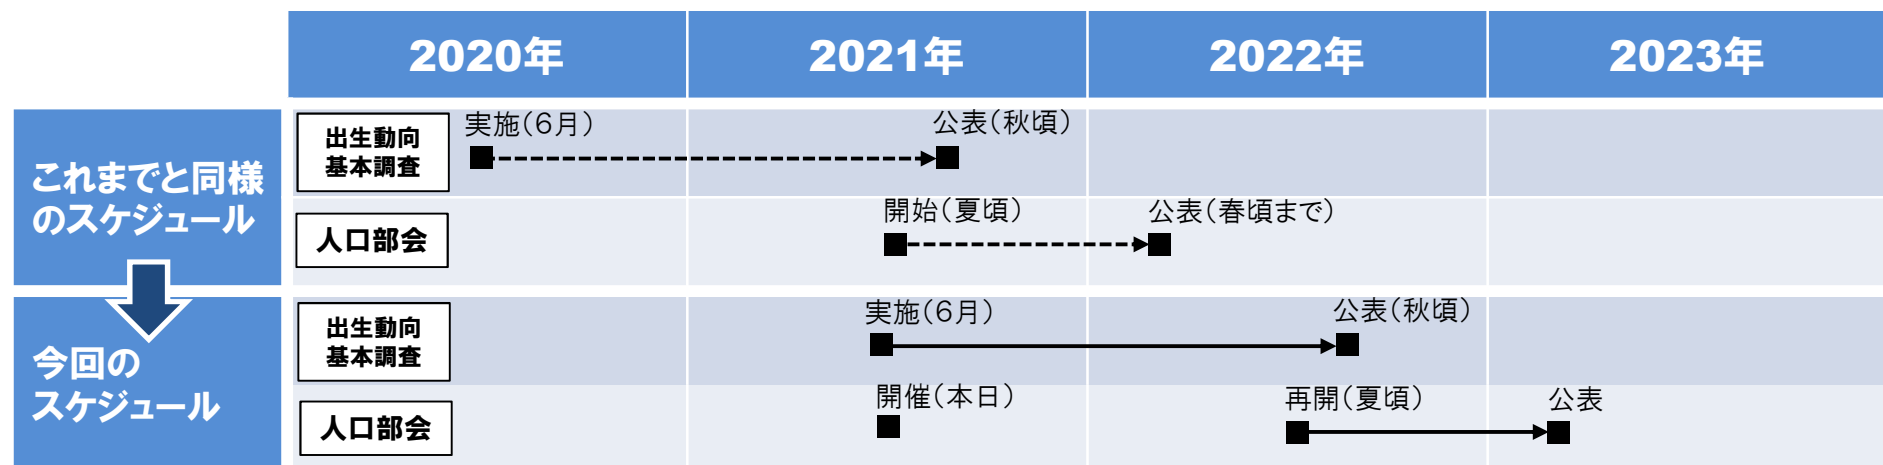 2020年
2021年
2022年
2023年
これまでと同様
のスケジュール
出生動向
基本調査
実施(6月)
公表(秋頃)
人口部会
開始(夏頃)
公表(春頃まで)
今回の
スケジュール
出生動向
基本調査
実施(6月)
公表(秋頃)
人口部会
開催(本日)
再開(夏頃)
公表